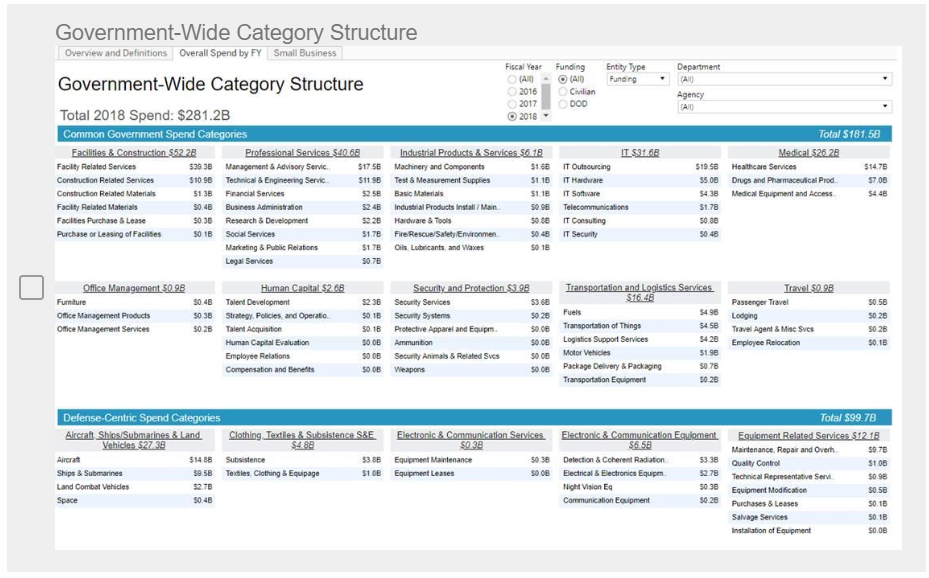 Government-Wide Category Structure
Overview and Definitions Overall Spend by FY Small Business
Government-Wide Category Structure
Total 2018 Spend: $281.2B
Fiscal Year
(All)
2016
2017
2018
Funding
(All)
Civilian
DOD
Entity Type
Funding
Department
(All)
Agency
(All)
Common Government Spend Categories Total $181.5B
Facilities & Construction $52.2B
Facility Related Services $39.3B
Construction Related Services $10.9B
Construction Related Materials $1.3B
Facility Related Materials $0.4B
Facilities Purchase & Lease $0.3B
Purchase or Leasing of Facilities $0.1B
Professional Services $40.6B
Management & Advisory Servic.. $17.5B
Technical & Engineering Servic.. $11.9B
Financial Services $2.5B
Business Administration $2.4B
Research & Development $2.2B
Social Services $1.7B
Marketing & Public Relations $1.7B
Legal Services $0.7B
Industrial Products & Services $6.1B
Machinery and Components $1.6B
Test & Measurement Supplies $1.1B
Basic Materials $1.1B
Industrial Products Install / Main.. $0.9B
Hardware & Tools $0.8B
Fire/Rescue/Safety/Environmen.. $0.4B
Oils, Lubricants, and Waxes $0.1B
IT $31.6B
IT Outsourcing $19.5B
IT Hardware $5.0B
IT Software $4.3B
Telecommunications $1.7B
IT Consulting $0.8B
IT Security $0.4B
Medical $26.2B
Healthcare Services $14.7B
Drugs and Pharmaceutical Prod.. $7.0B
Medical Equipment and Access.. $4.4B
Office Management $0.9B
Furniture $0.4B
Office Management Products $0.3B
Office Management Services $0.2B
Human Capital $2.6B
Talent Development $2.3B
Strategy, Policies, and Operatio.. $0.1B
Talent Acquisition $0.1B
Human Capital Evaluation $0.0B
Employee Relations $0.0B
Compensation and Benefits $0.0B
Security and Protection $3.9B
Security Services $3.6B
Security Systems $0.2B
Protective Apparel and Equipm.. $0.0B
Ammunition $0.0B
Security Animals & Related Svcs $0.0B
Weapons $0.0B
Transportation and Logistics Services
$16.4B
Fuels $4.9B
Transportation of Things $4.5B
Logistics Support Services $4.2B
Motor Vehicles $1.9B
Package Delivery & Packaging $0.7B
Transportation Equipment $0.2B
Travel $0.9B
Passenger Travel $0.5B
Lodging $0.2B
Travel Agent & Misc Svcs $0.2B
Employee Relocation $0.1B
Defense-Centric Spend Categories Total $99.7B
Aircraft, Ships/Submarines & Land
Vehicles $27.3B
Aircraft $14.8B
Ships & Submarines $9.5B
Land Combat Vehicles $2.7B
Space $0.4B
Clothing, Textiles & Subsistence S&E
$4.8B
Subsistence $3.8B
Textiles, Clothing & Equipage $1.0B
Electronic & Communication Services
$0.3B
Equipment Maintenance $0.3B
Equipment Leases $0.0B
Electronic & Communication Equipment
$6.5B
Detection & Coherent Radiation.. $3.3B
Electrical & Electronics Equipm.. $2.7B
Night Vision Eq $0.3B
Communication Equipment $0.2B
Equipment Related Services $12.1B
Maintenance, Repair and Overh.. $9.7B
Quality Control $1.0B
Technical Representative Servi.. $0.9B
Equipment Modification $0.5B
Purchases & Leases $0.1B
Salvage Services $0.1B
Installation of Equipment $0.0B